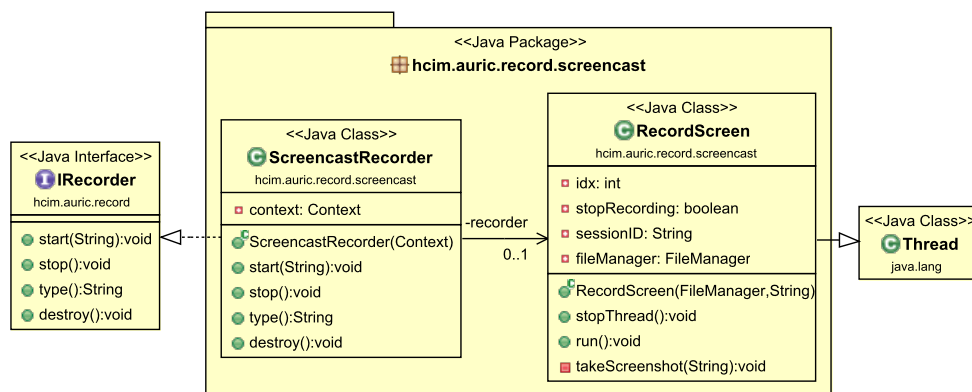 <<Java Package>>
hcim.auric.record.screencast
<<Java Interface>>
IRecorder
hcim.auric.record
start(String):void
stop():void
type():String
destroy():void
<<Java Class>>
ScreencastRecorder
hcim.auric.record.screencast
context: Context
ScreencastRecorder(Context)
start(String):void
stop():void
type():String
destroy():void
-recorder
0..1
<<Java Class>>
RecordScreen
hcim.auric.record.screencast
idx: int
stopRecording: boolean
sessionID: String
fileManager: FileManager
RecordScreen(FileManager,String)
stopThread():void
run():void
takeScreenshot(String):void
<<Java Class>>
Thread
java.lang